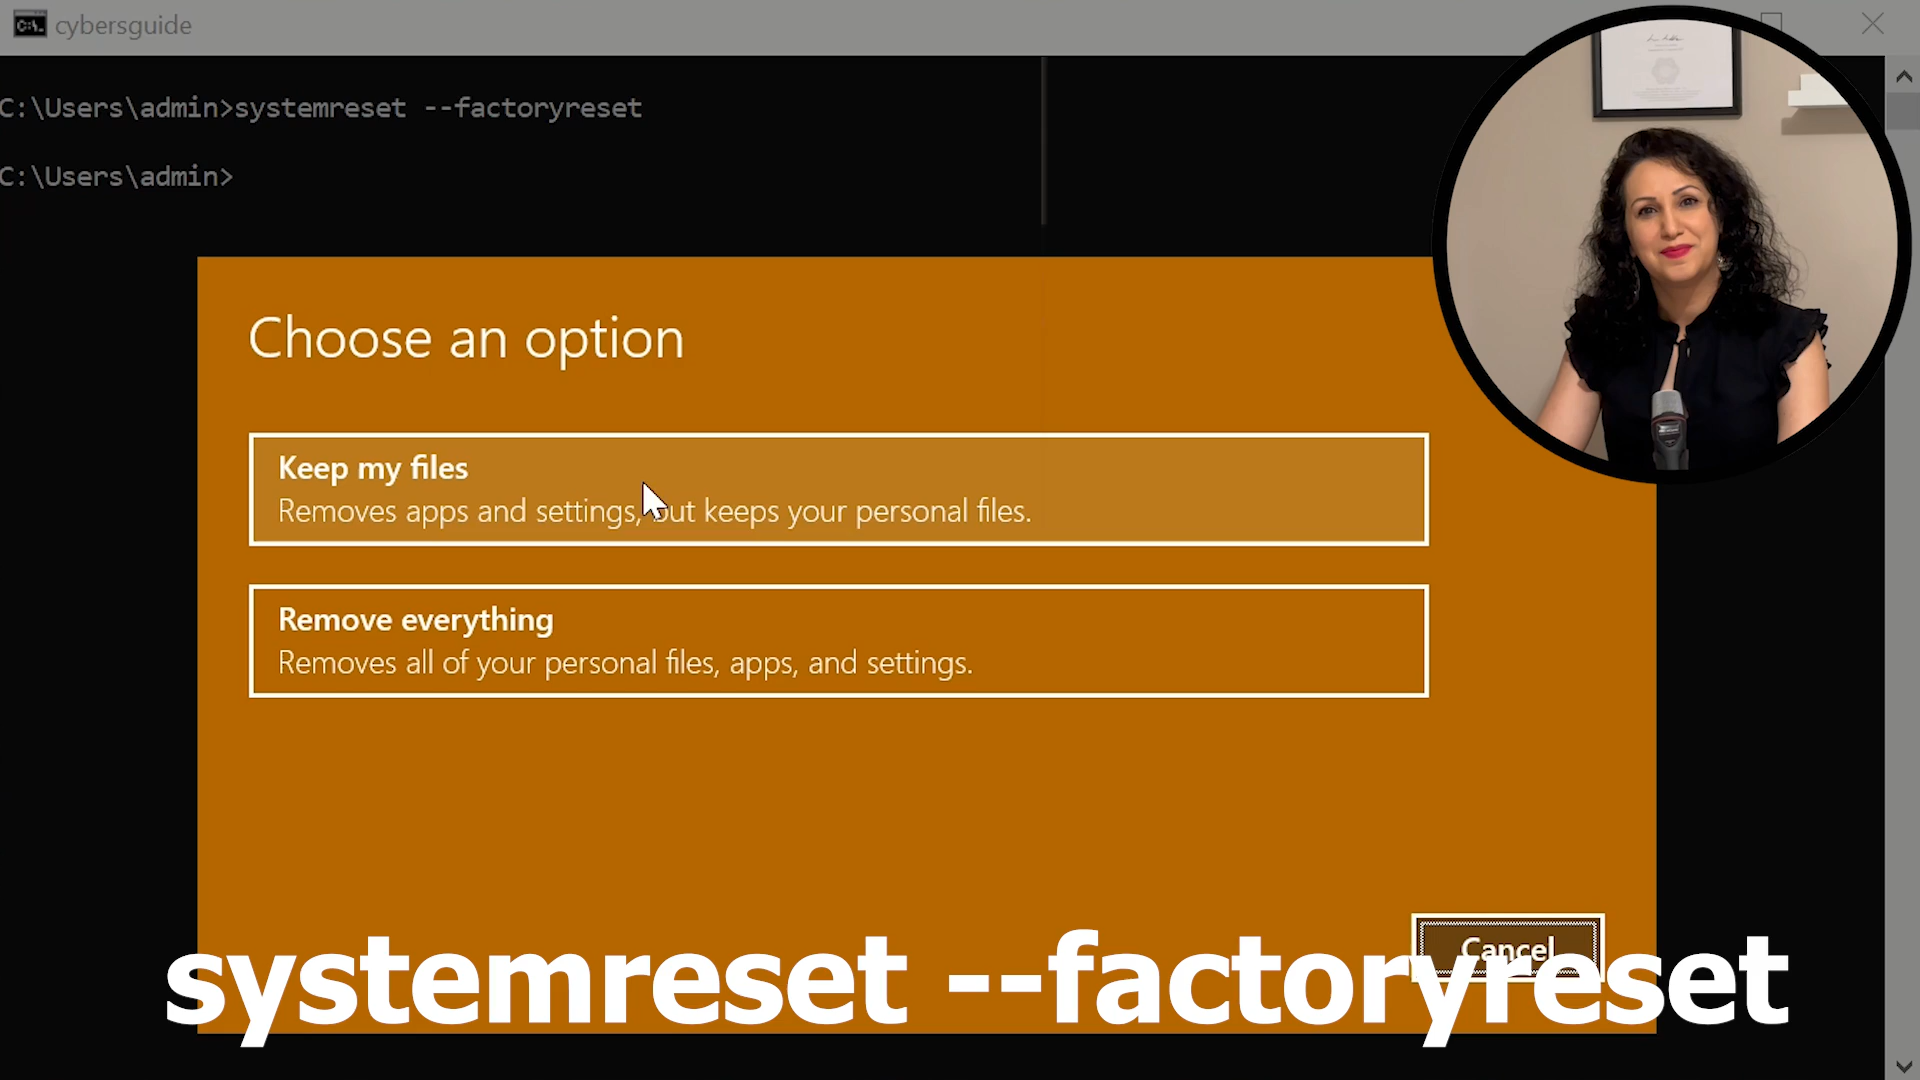 cybersguide
C:\Users\admin>systemreset --factoryreset
C:\Users\admin>
Choose an option
Keep my files
Removes apps and settings, but keeps your personal files.
Remove everything
Removes all of your personal files, apps, and settings.
Cancel
systemreset --factoryreset